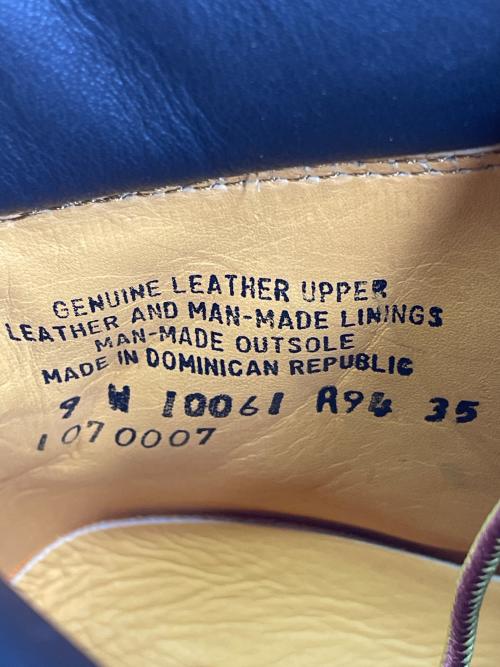 GENUINE LEATHER UPPER
LEATHER AND MAN-MADE LININGS
MAN-MADE OUTSOLE
MADE IN DOMINICAN REPUBLIC
9 W 10061 A94 35
1070007